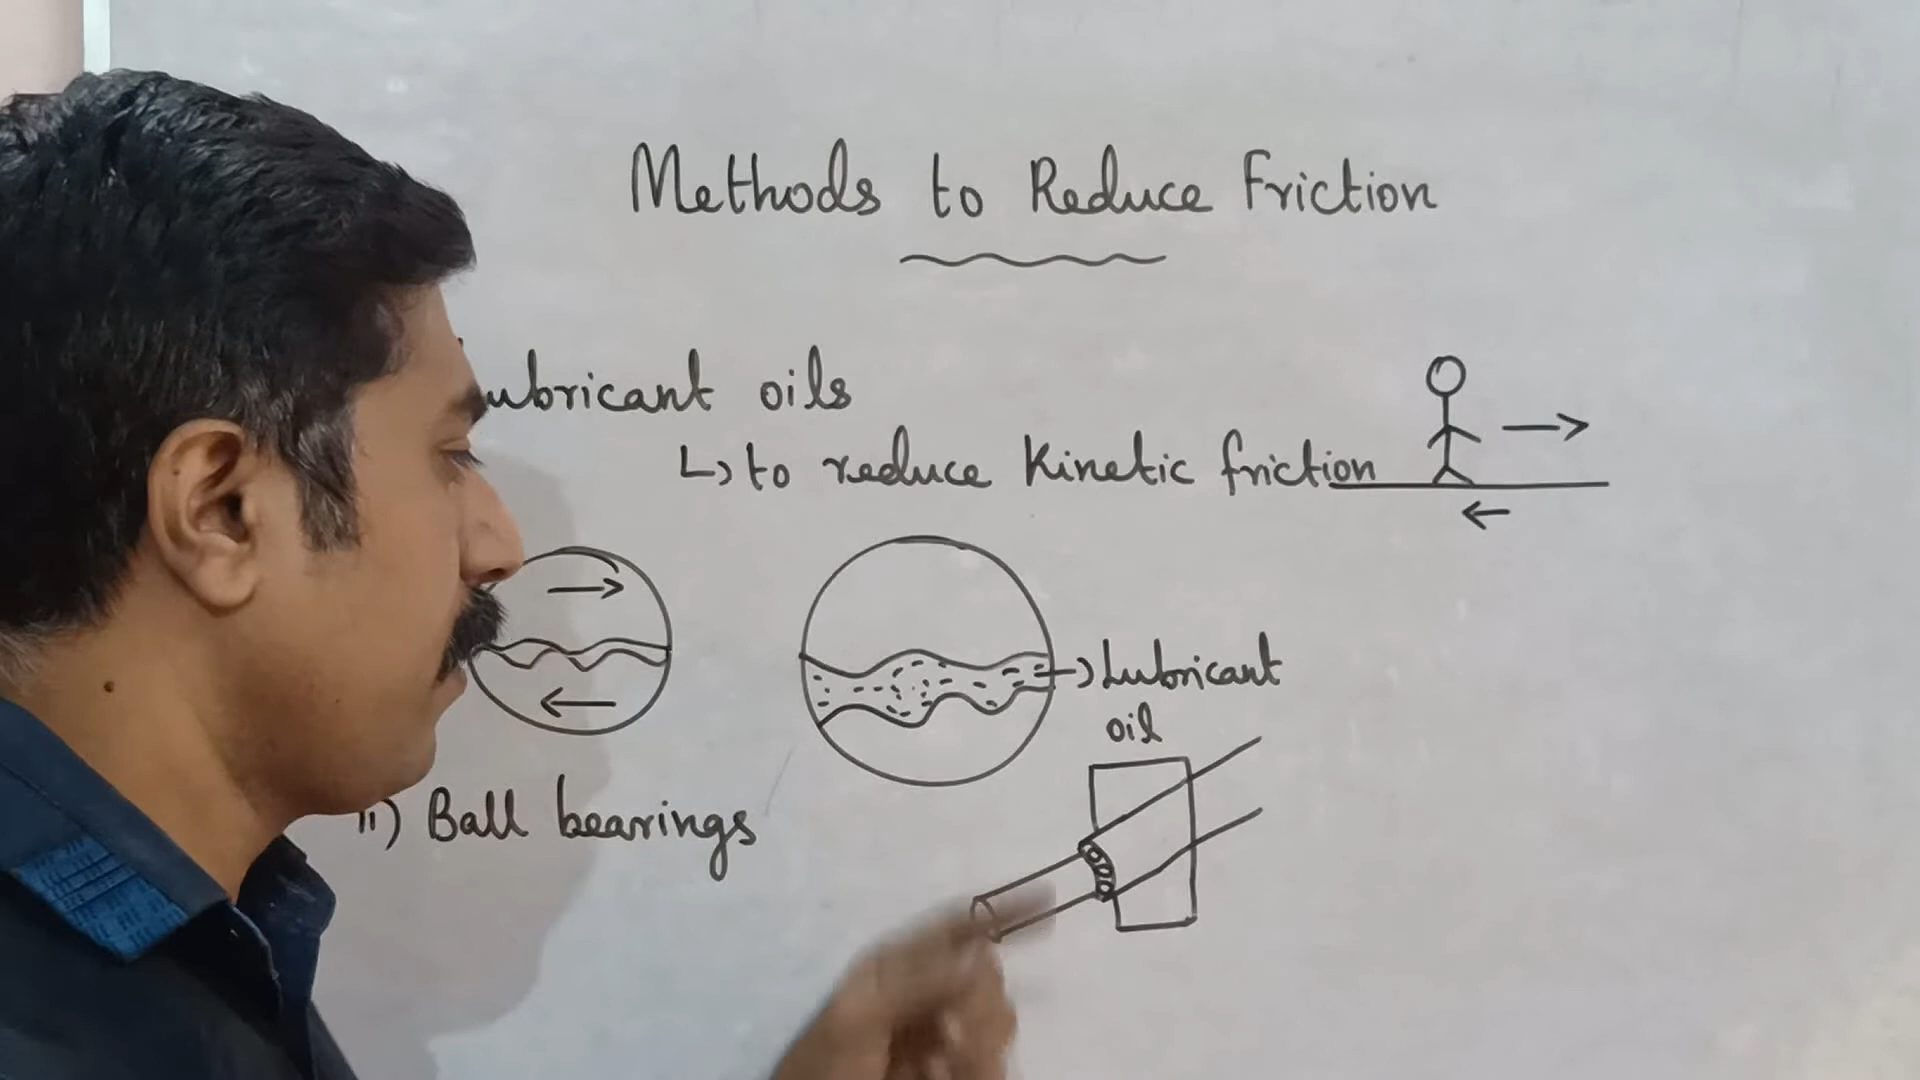 Methods to Reduce Friction
ubricant oils
↳ to reduce Kinetic friction
Lubricant
oil
ii) Ball bearings